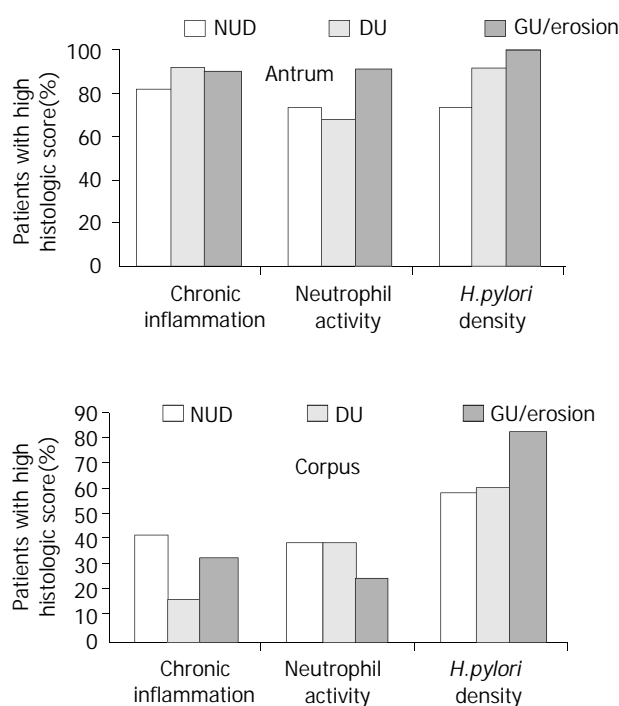 NUD DU GU/erosion
Patients with high
histologic score(%)
100
80
60
40
20
0
Antrum
Chronic
inflammation
Neutrophil
activity
H.pylori
density
NUD DU GU/erosion
Patients with high
histologic score(%)
90
80
70
60
50
40
30
20
10
0
Corpus
Chronic
inflammation
Neutrophil
activity
H.pylori
density